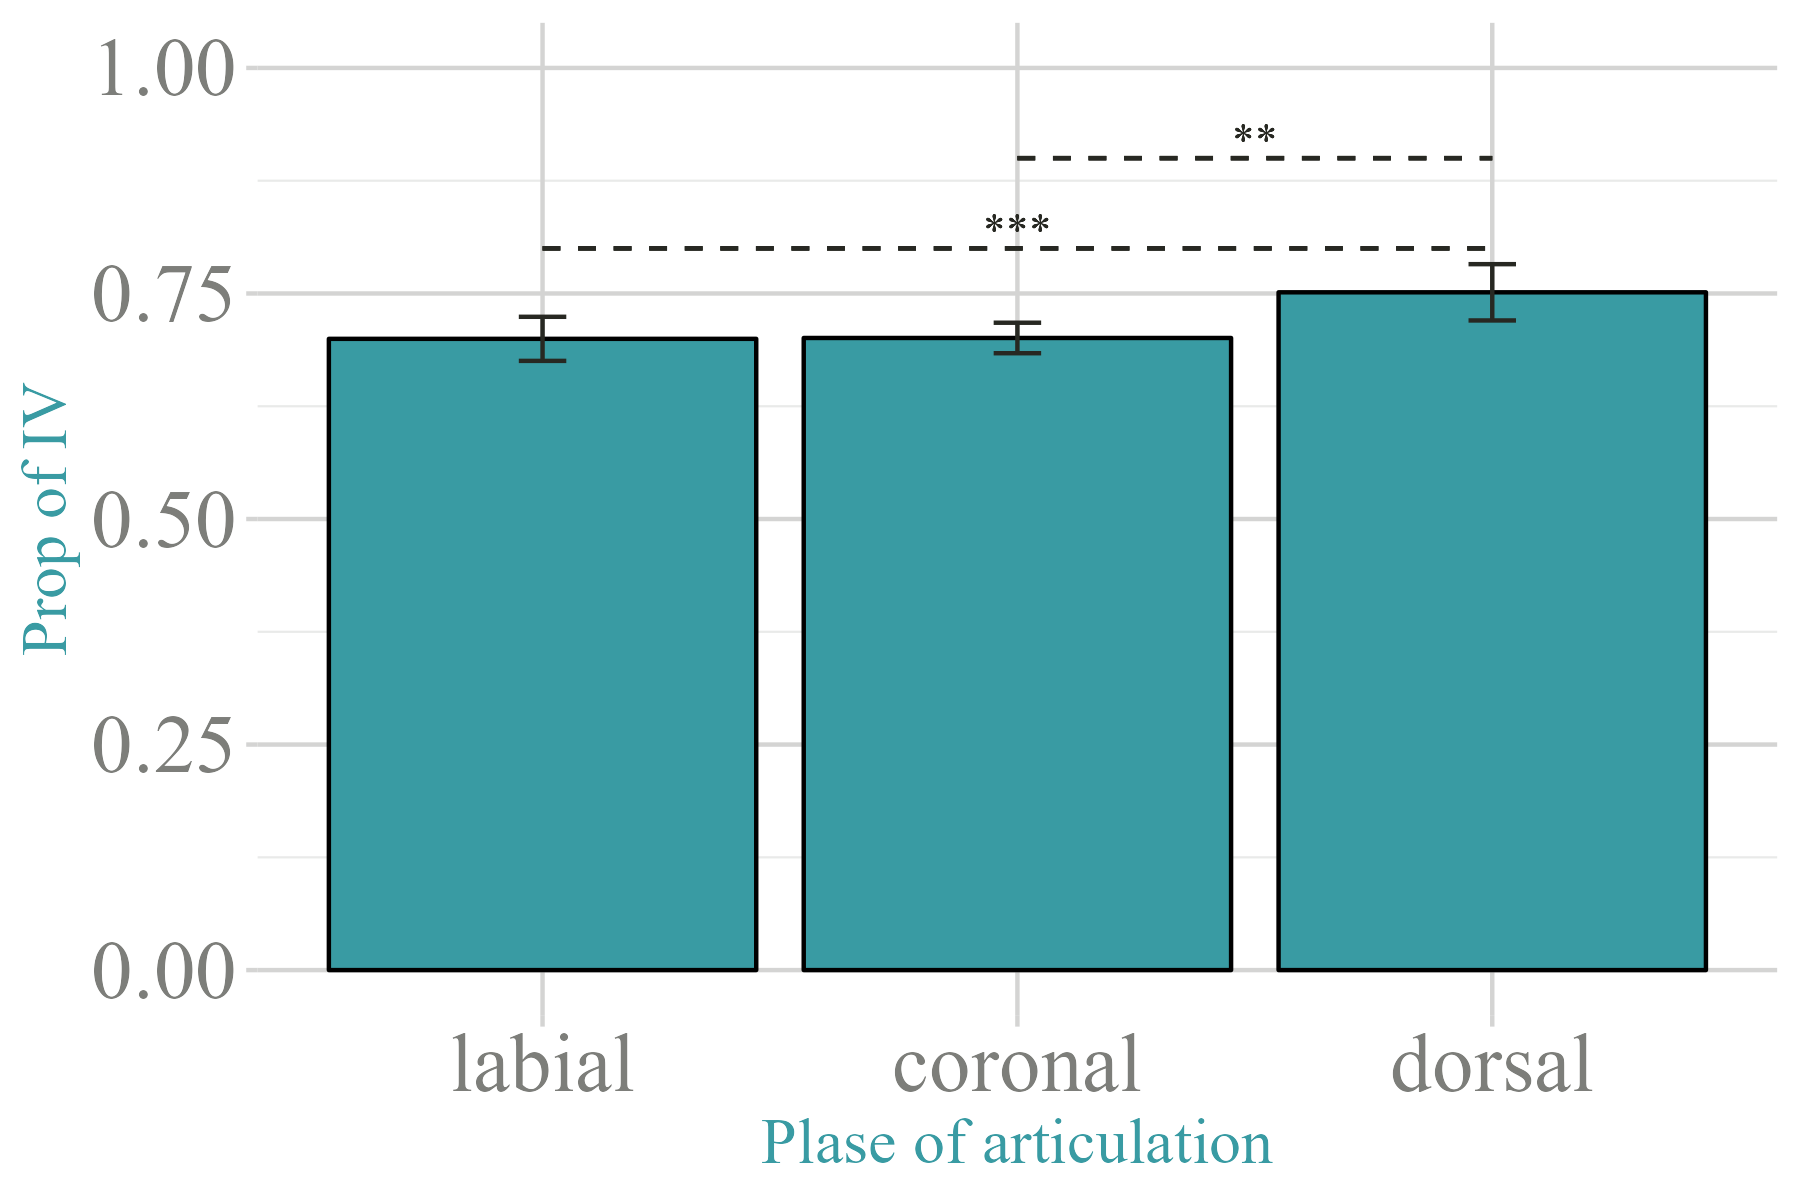 1.00
**
***
0.75
0.50
0.25
0.00
Prop of IV
labial coronal dorsal
Plase of articulation